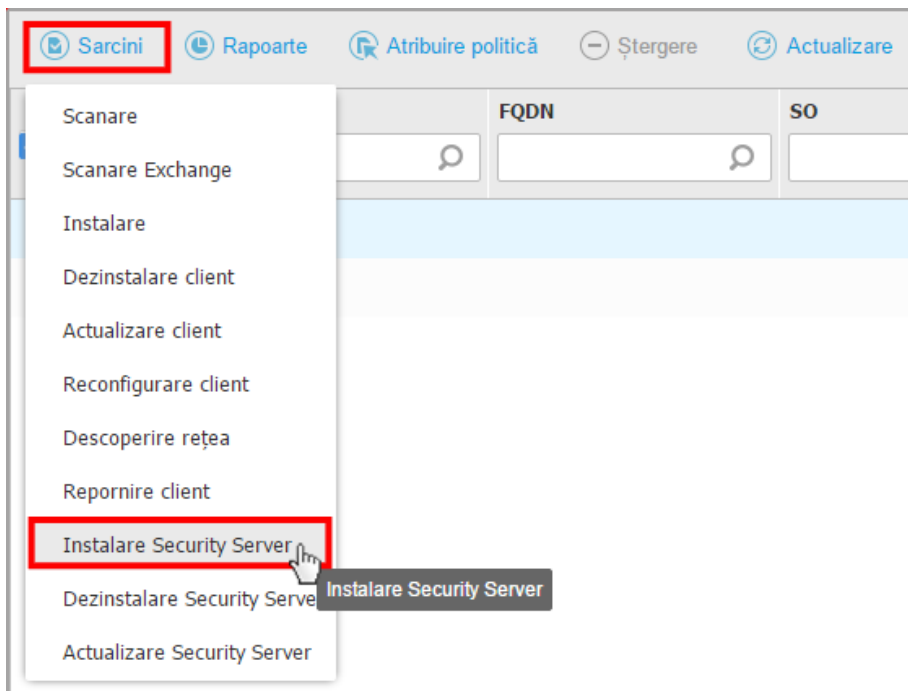 Sarcini Rapoarte Atribuire politică Ștergere Actualizare
FQDN SO
Scanare
Scanare Exchange
Instalare
Dezinstalare client
Actualizare client
Reconfigurare client
Descoperire rețea
Repornire client
Instalare Security Server
Instalare Security Server
Dezinstalare Security Serve
Actualizare Security Server